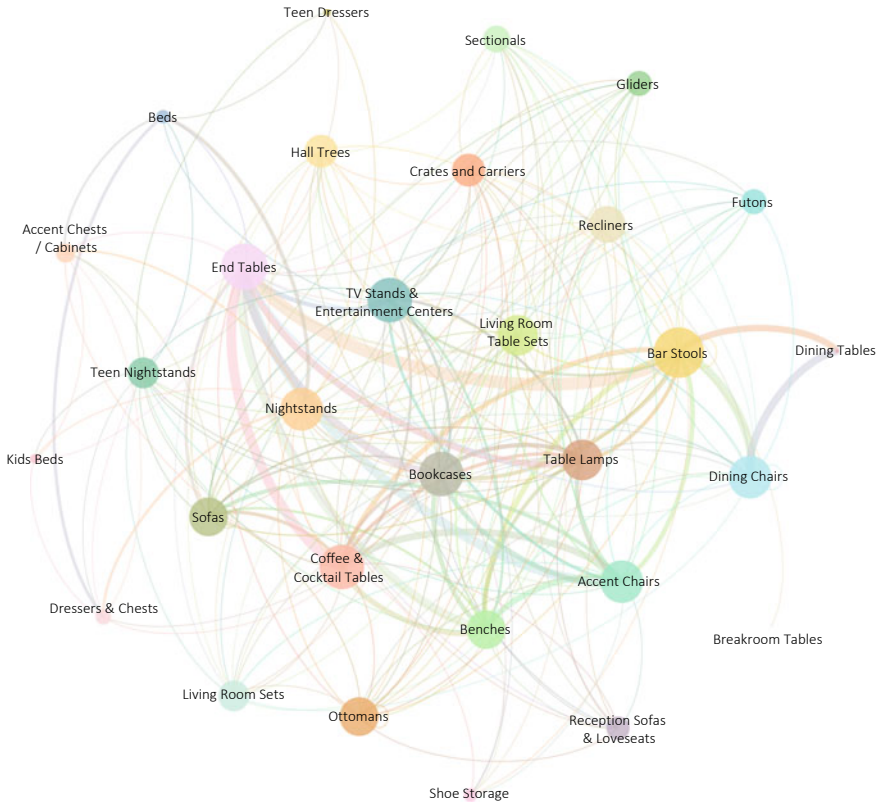 Teen Dressers
Sectionals
Gliders
Beds
Hall Trees
Crates and Carriers
Futons
Recliners
Accent Chests
/ Cabinets
End Tables
TV Stands &
Entertainment Centers
Living Room
Table Sets
Bar Stools
Dining Tables
Teen Nightstands
Nightstands
Kids Beds
Table Lamps
Bookcases
Dining Chairs
Sofas
Coffee &
Cocktail Tables
Accent Chairs
Dressers & Chests
Benches
Breakroom Tables
Living Room Sets
Ottomans
Reception Sofas
& Loveseats
Shoe Storage